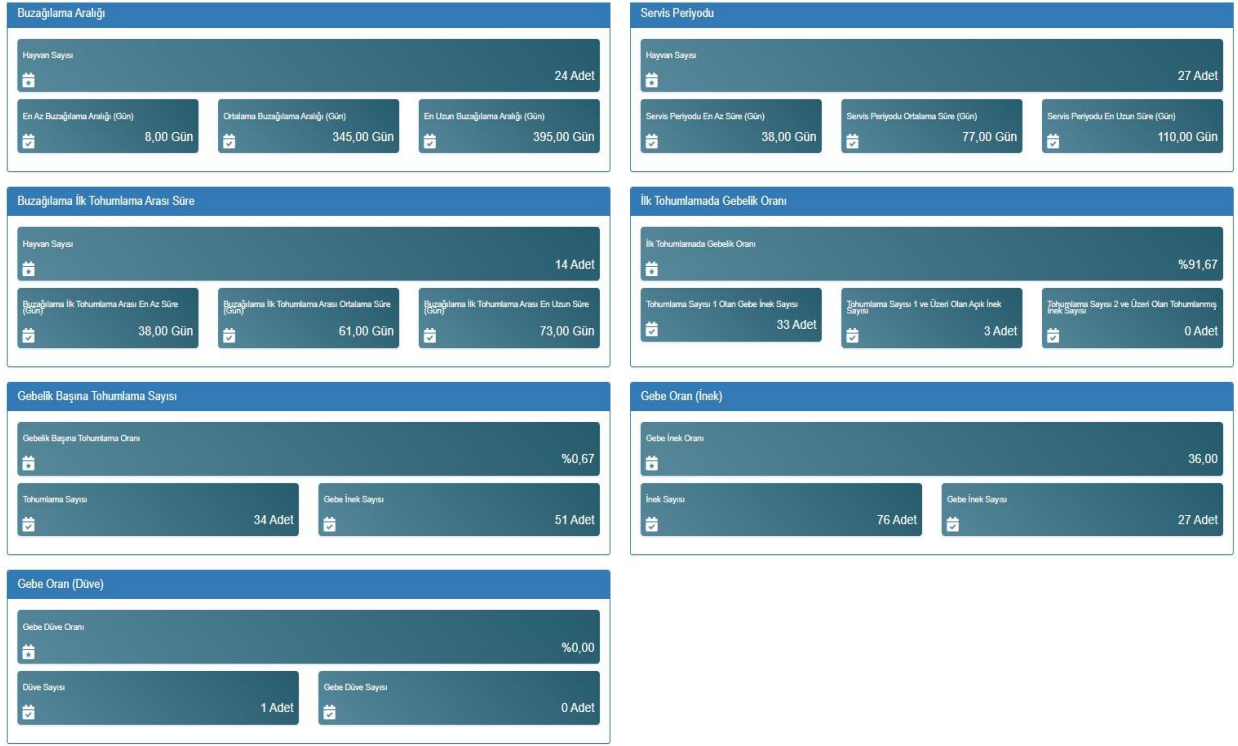 Buzağılama Aralığı
Hayvan Sayısı
24 Adet
En Az Buzağılama Aralığı (Gün)
8,00 Gün
Ortalama Buzağılama Aralığı (Gün)
345,00 Gün
En Uzun Buzağılama Aralığı (Gün)
395,00 Gün
Servis Periyodu
Hayvan Sayısı
27 Adet
Servis Periyodu En Az Süre (Gün)
38,00 Gün
Servis Periyodu Ortalama Süre (Gün)
77,00 Gün
Servis Periyodu En Uzun Süre (Gün)
110,00 Gün
Buzağılama İlk Tohumlama Arası Süre
Hayvan Sayısı
14 Adet
Buzağılama İlk Tohumlama Arası En Az Süre
(Gün)
38,00 Gün
Buzağılama İlk Tohumlama Arası Ortalama Süre
(Gün)
61,00 Gün
Buzağılama İlk Tohumlama Arası En Uzun Süre
(Gün)
73,00 Gün
İlk Tohumlamada Gebelik Oranı
İlk Tohumlamada Gebelik Oranı
%91,67
Tohumlama Sayısı 1 Olan Gebe İnek Sayısı
33 Adet
Tohumlama Sayısı 1 ve Üzeri Olan Açık İnek
Sayısı
3 Adet
Tohumlama Sayısı 2 ve Üzeri Olan Tohumlanmış
İnek Sayısı
0 Adet
Gebelik Başına Tohumlama Sayısı
Gebelik Başına Tohumlama Oranı
%0,67
Tohumlama Sayısı
34 Adet
Gebe İnek Sayısı
51 Adet
Gebe Oran (İnek)
Gebe İnek Oranı
36,00
İnek Sayısı
76 Adet
Gebe İnek Sayısı
27 Adet
Gebe Oran (Düve)
Gebe Düve Oranı
%0,00
Düve Sayısı
1 Adet
Gebe Düve Sayısı
0 Adet